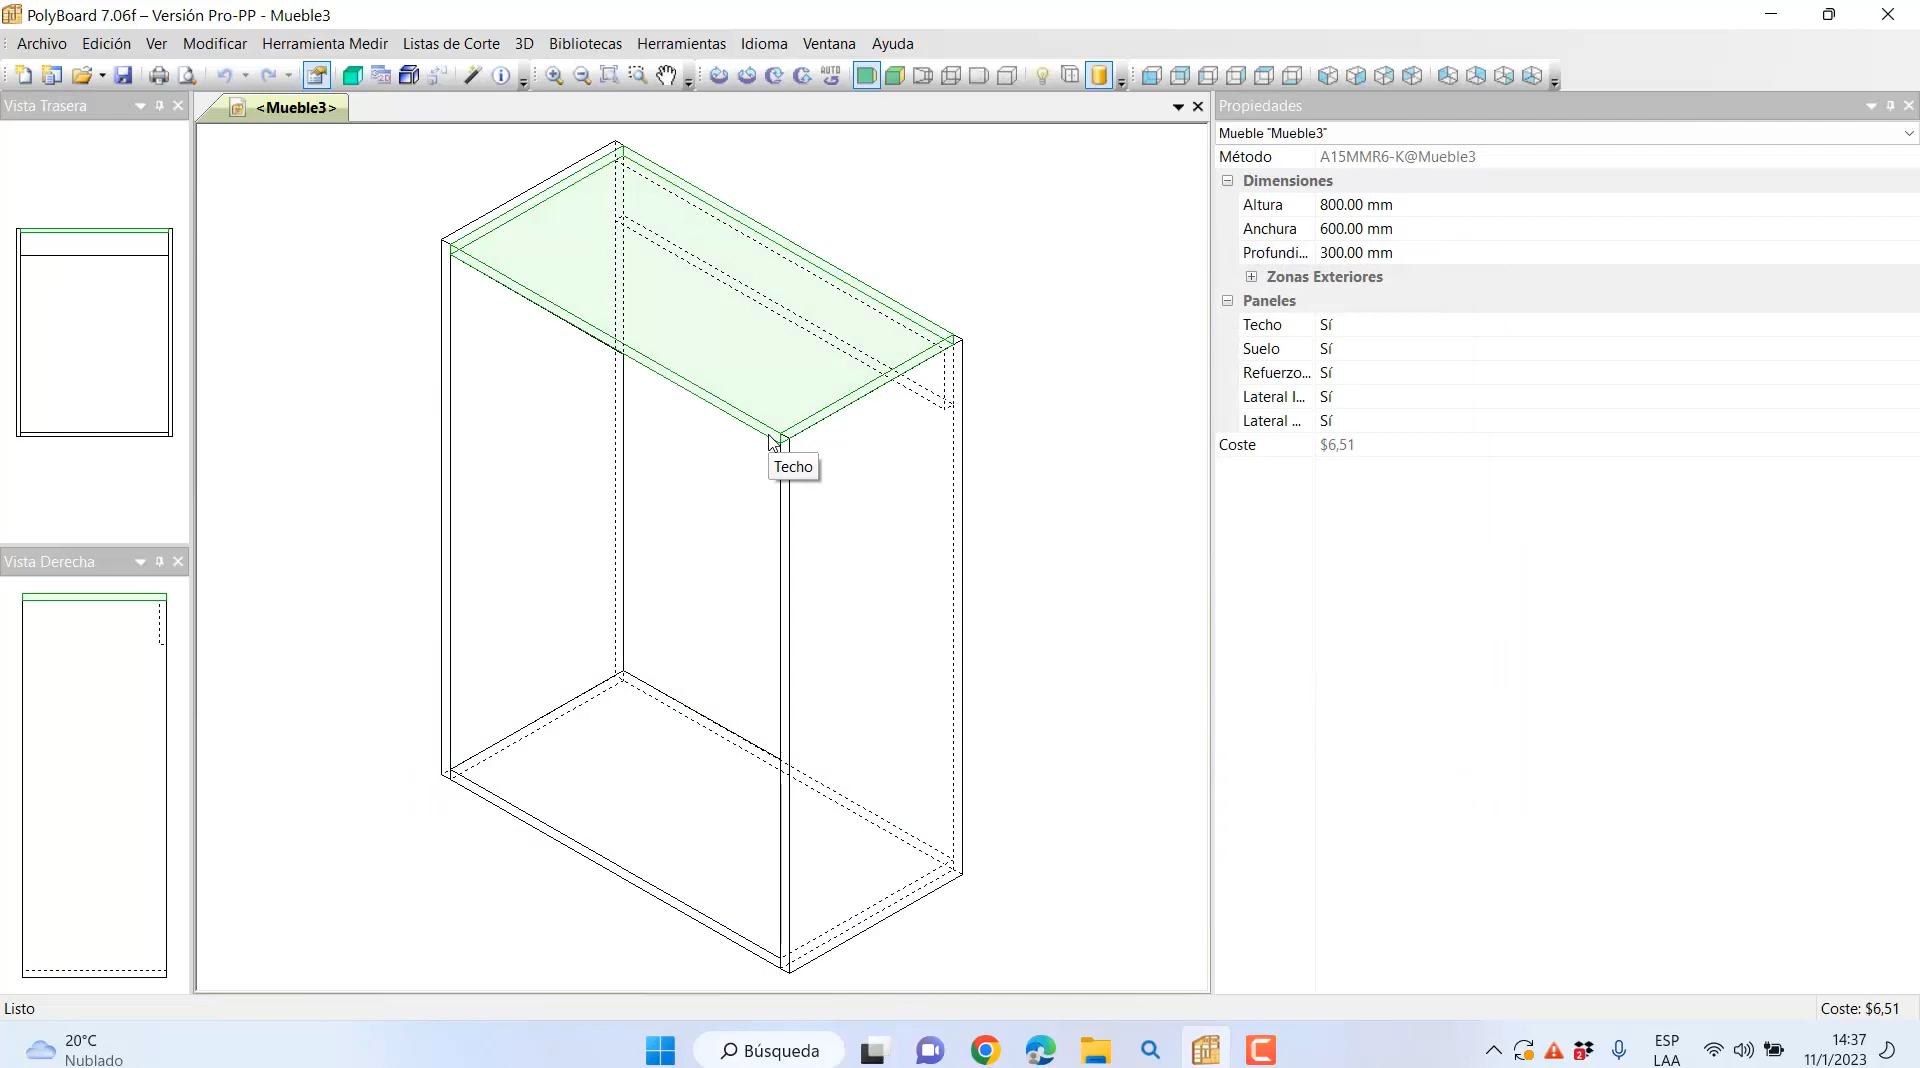 PolyBoard 7.06f – Versión Pro-PP - Mueble3
Archivo Edición Ver Modificar Herramienta Medir Listas de Corte 3D Bibliotecas Herramientas Idioma Ventana Ayuda
AUTO
Vista Trasera
<Mueble3>
Propiedades
Mueble "Mueble3"
Método A15MMR6-K@Mueble3
Dimensiones
Altura 800.00 mm
Anchura 600.00 mm
Profundi... 300.00 mm
Zonas Exteriores
Paneles
Techo Sí
Suelo Sí
Refuerzo... Sí
Lateral I... Sí
Lateral ... Sí
Coste $6,51
Techo
Vista Derecha
Listo
Coste: $6,51
20°C
Nublado
Búsqueda
2
ESP
LAA
14:37
11/1/2023